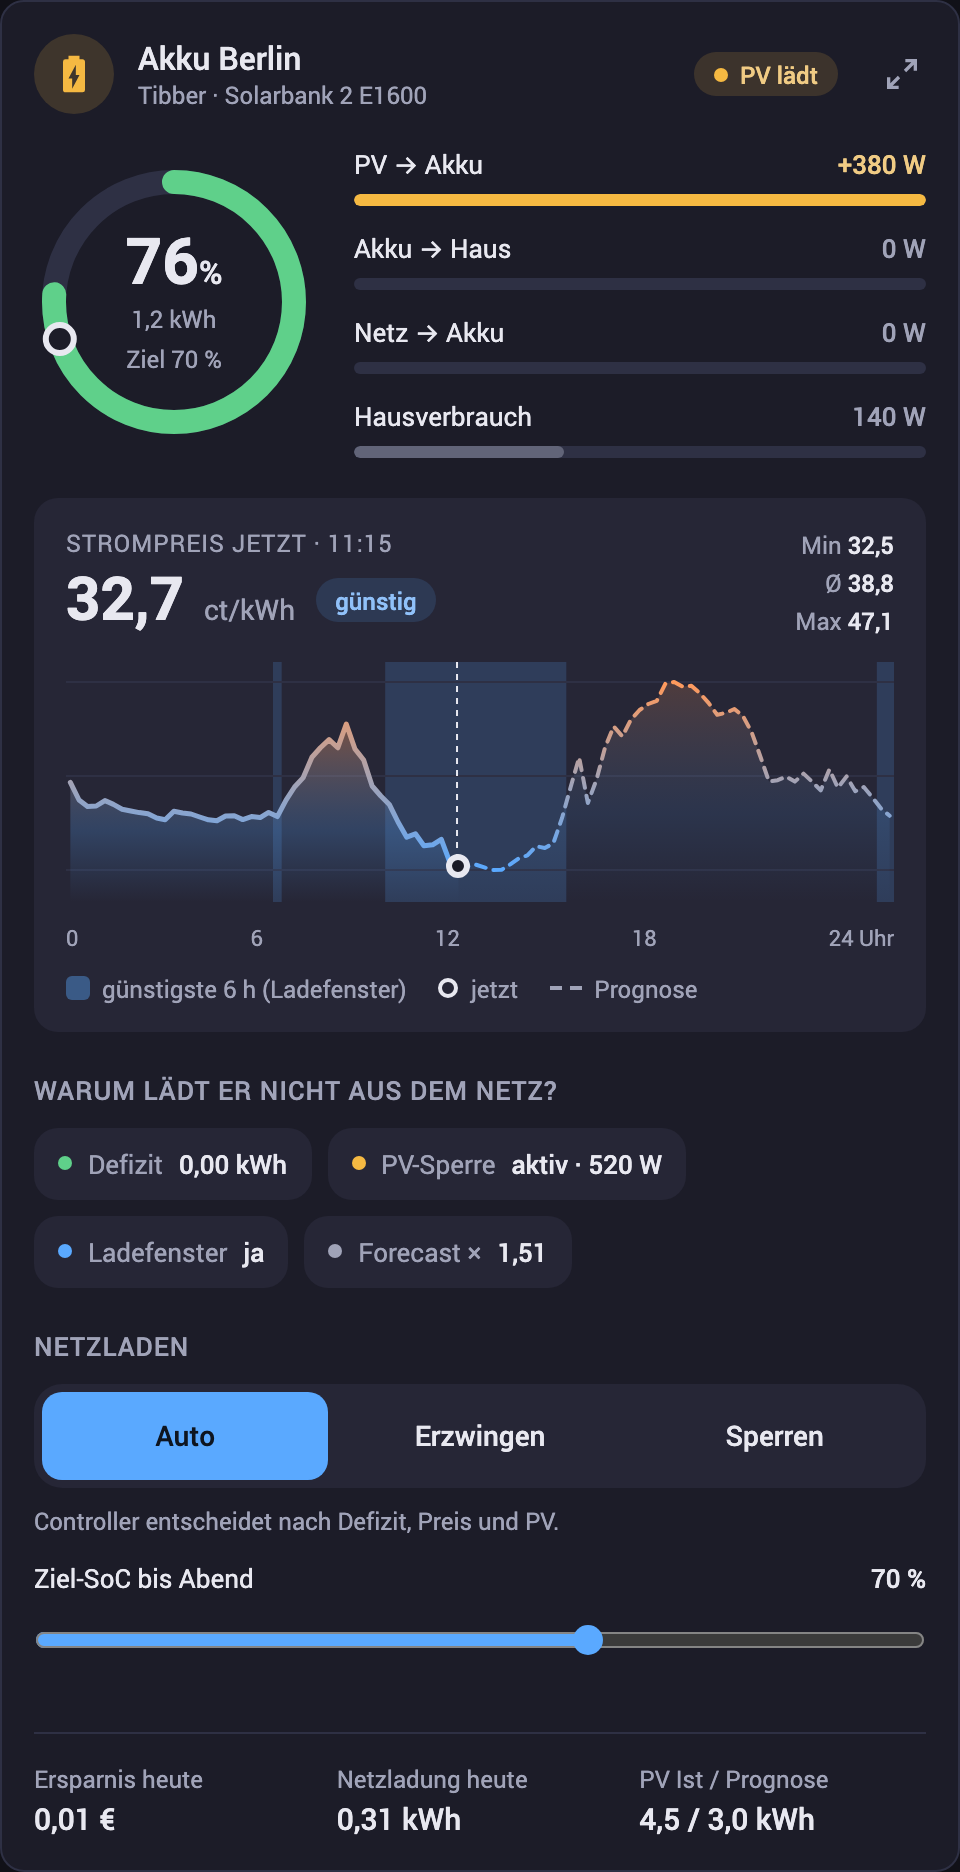 Akku Berlin
Tibber · Solarbank 2 E1600
PV lädt
76%
1,2 kWh
Ziel 70 %
PV → Akku +380 W
Akku → Haus 0 W
Netz → Akku 0 W
Hausverbrauch 140 W
STROMPREIS JETZT · 11:15
32,7 ct/kWh günstig
Min 32,5
Ø 38,8
Max 47,1
0 6 12 18 24 Uhr
günstigste 6 h (Ladefenster) jetzt Prognose
WARUM LÄDT ER NICHT AUS DEM NETZ?
Defizit 0,00 kWh PV-Sperre aktiv · 520 W
Ladefenster ja Forecast × 1,51
NETZLADEN
Auto Erzwingen Sperren
Controller entscheidet nach Defizit, Preis und PV.
Ziel-SoC bis Abend 70 %
Ersparnis heute Netzladung heute PV Ist / Prognose
0,01 € 0,31 kWh 4,5 / 3,0 kWh